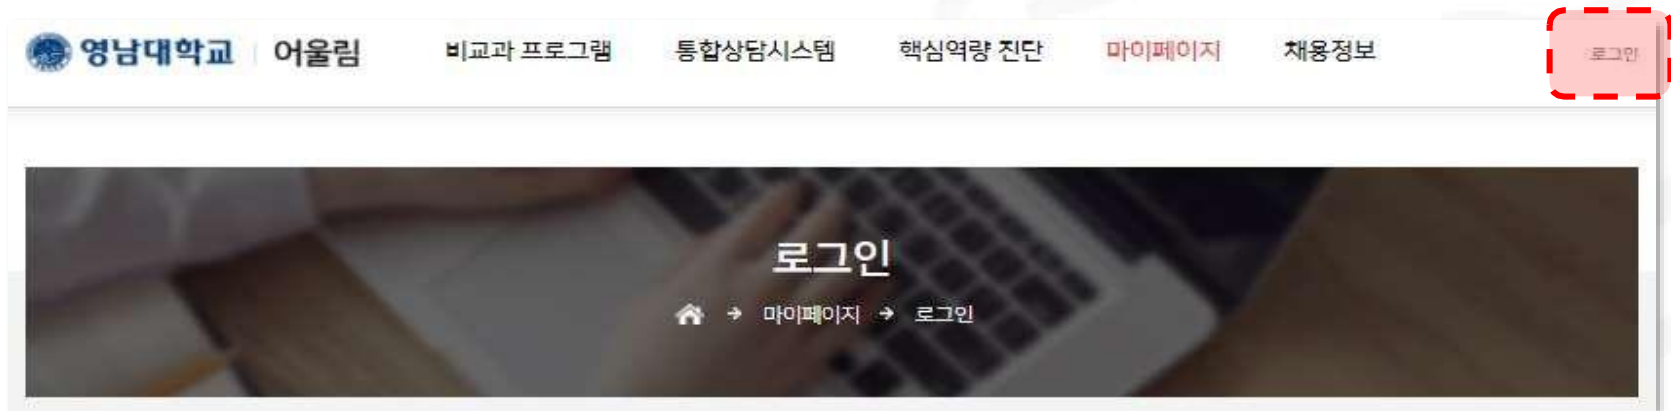 영남대학교 어울림 비교과 프로그램 통합상담시스템 핵심역량 진단 마이페이지 채용정보 로그인
로그인
마이페이지 → 로그인